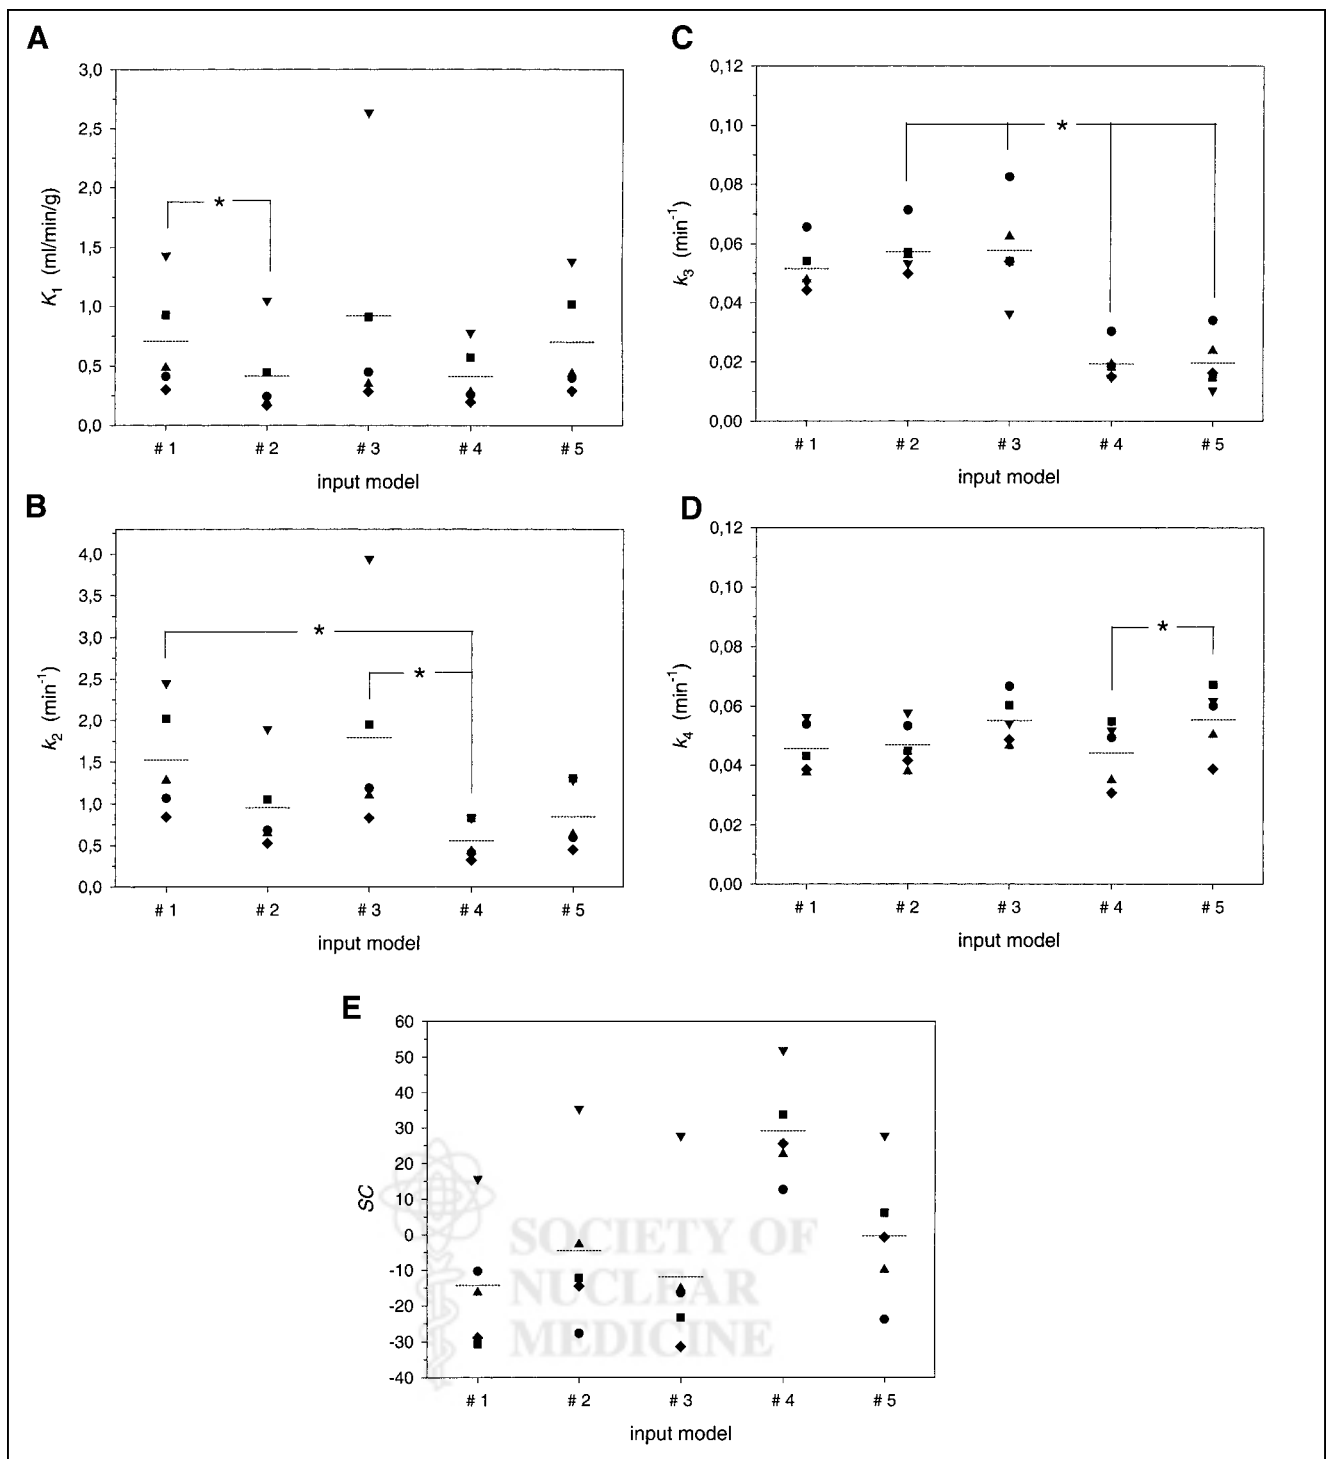 A
3,0
2,5
2,0
1,5
1,0
0,5
0,0
K1 (ml/min/g)
*
# 1 # 2 # 3 # 4 # 5
input model
B
4,0
3,5
3,0
2,5
2,0
1,5
1,0
0,5
0,0
k2 (min-1)
*
*
# 1 # 2 # 3 # 4 # 5
input model
C
0,12
0,10
0,08
0,06
0,04
0,02
0,00
k3 (min-1)
*
# 1 # 2 # 3 # 4 # 5
input model
D
0,12
0,10
0,08
0,06
0,04
0,02
0,00
k4 (min-1)
*
# 1 # 2 # 3 # 4 # 5
input model
E
60
50
40
30
20
10
0
-10
-20
-30
-40
SC
# 1 # 2 # 3 # 4 # 5
input model
SOCIETY OF
NUCLEAR
MEDICINE